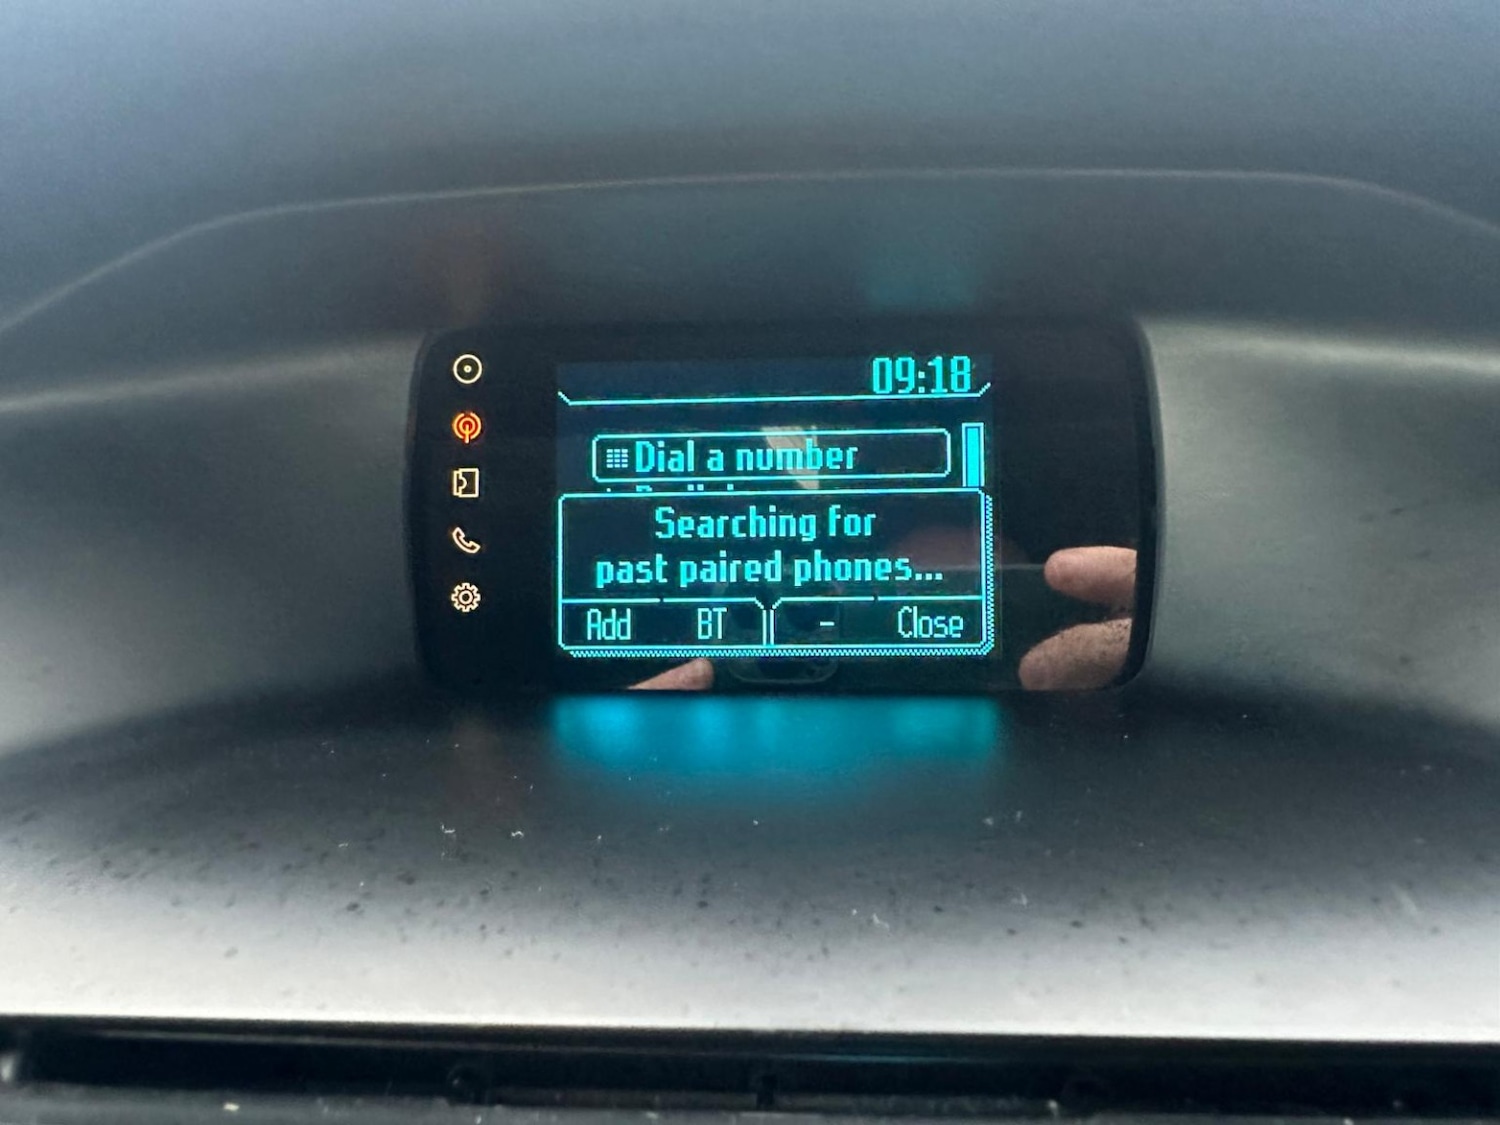 09:18
Dial a number
Searching for
past paired phones...
Add BT - Close